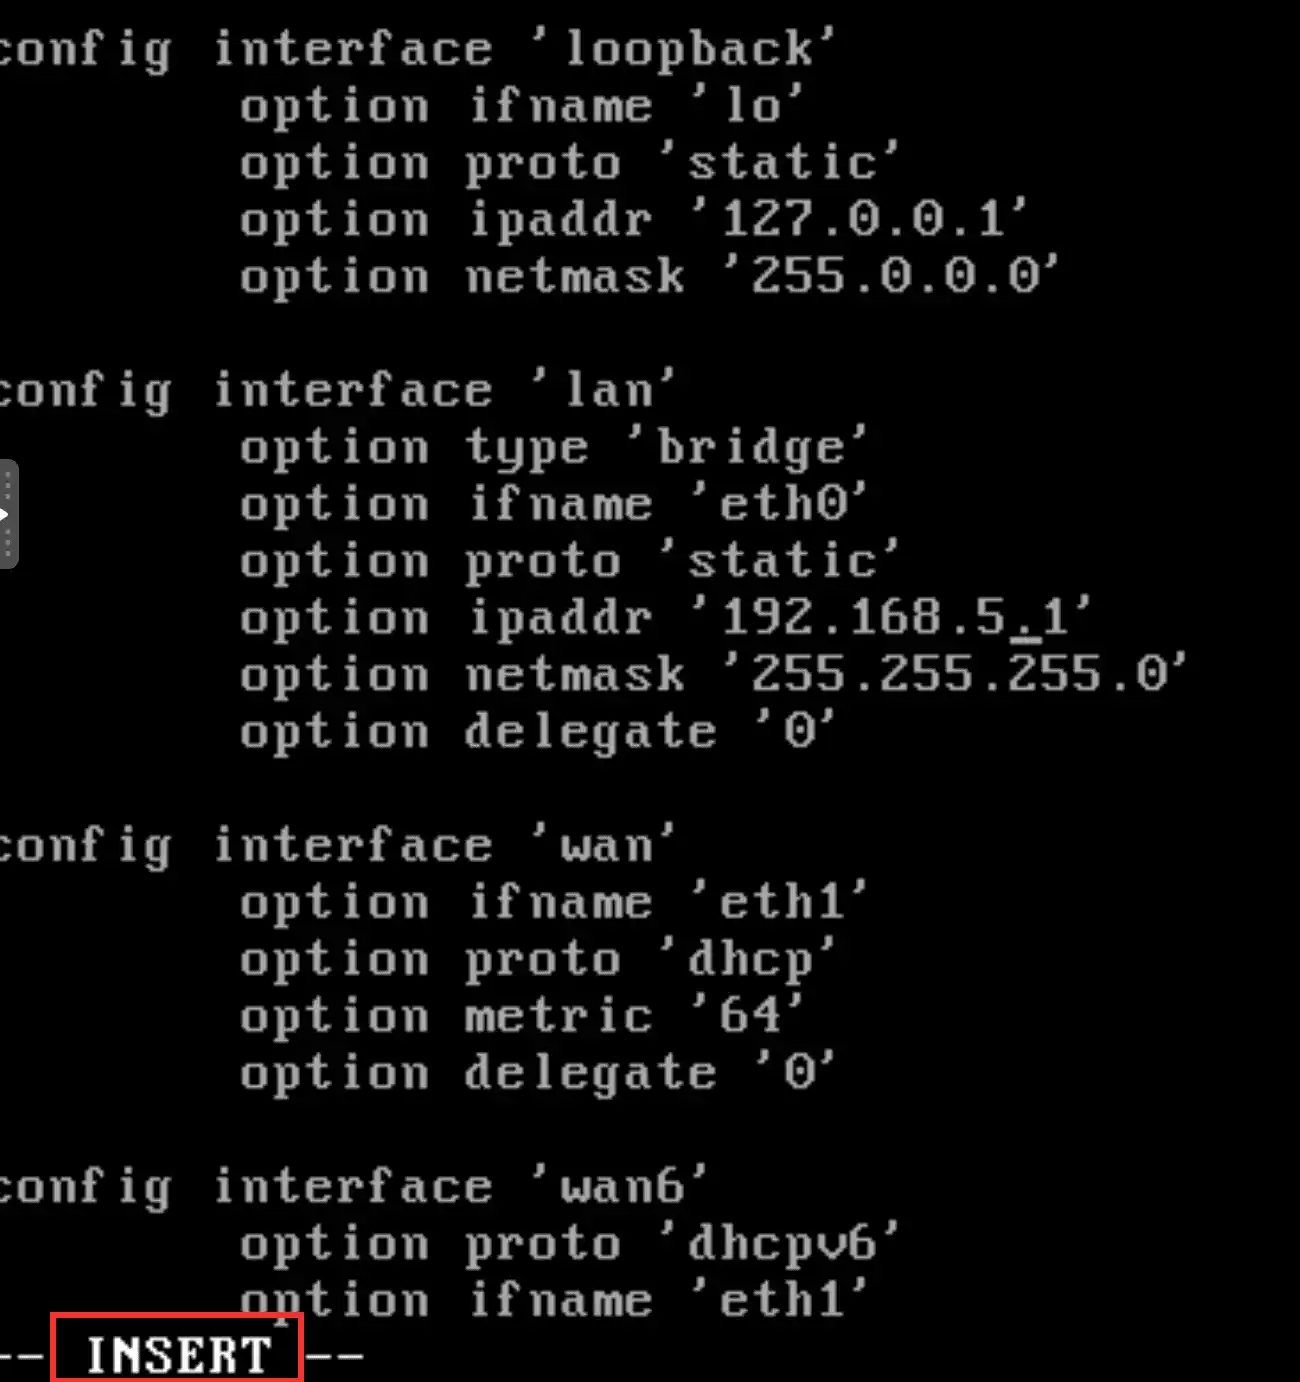 config interface 'loopback'
option ifname 'lo'
option proto 'static'
option ipaddr '127.0.0.1'
option netmask '255.0.0.0'
config interface 'lan'
option type 'bridge'
option ifname 'eth0'
option proto 'static'
option ipaddr '192.168.5.1'
option netmask '255.255.255.0'
option delegate '0'
config interface 'wan'
option ifname 'eth1'
option proto 'dhcp'
option metric '64'
option delegate '0'
config interface 'wan6'
option proto 'dhcpv6'
option ifname 'eth1'
-- INSERT --